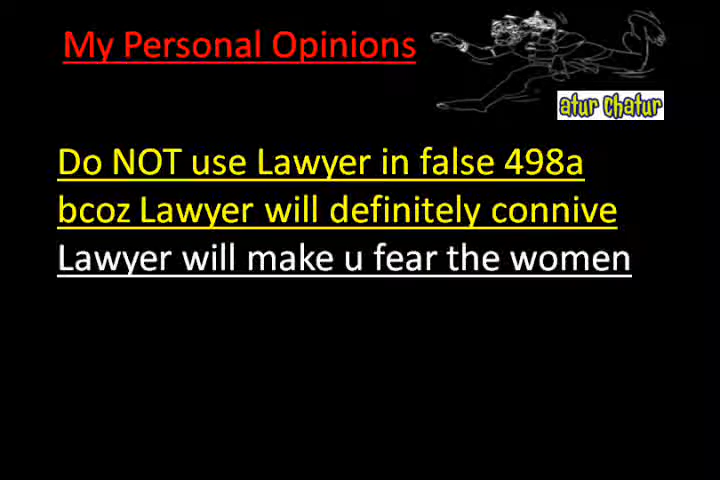 My Personal Opinions
atur chatur
Do NOT use Lawyer in false 498a
bcoz Lawyer will definitely connive
Lawyer will make u fear the women